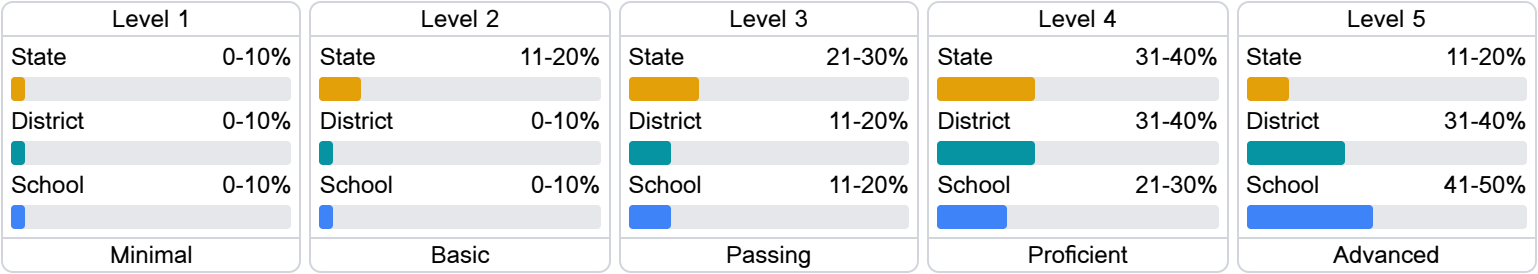 Level 1
State 0-10%
District 0-10%
School 0-10%
Minimal
Level 2
State 11-20%
District 0-10%
School 0-10%
Basic
Level 3
State 21-30%
District 11-20%
School 11-20%
Passing
Level 4
State 31-40%
District 31-40%
School 21-30%
Proficient
Level 5
State 11-20%
District 31-40%
School 41-50%
Advanced